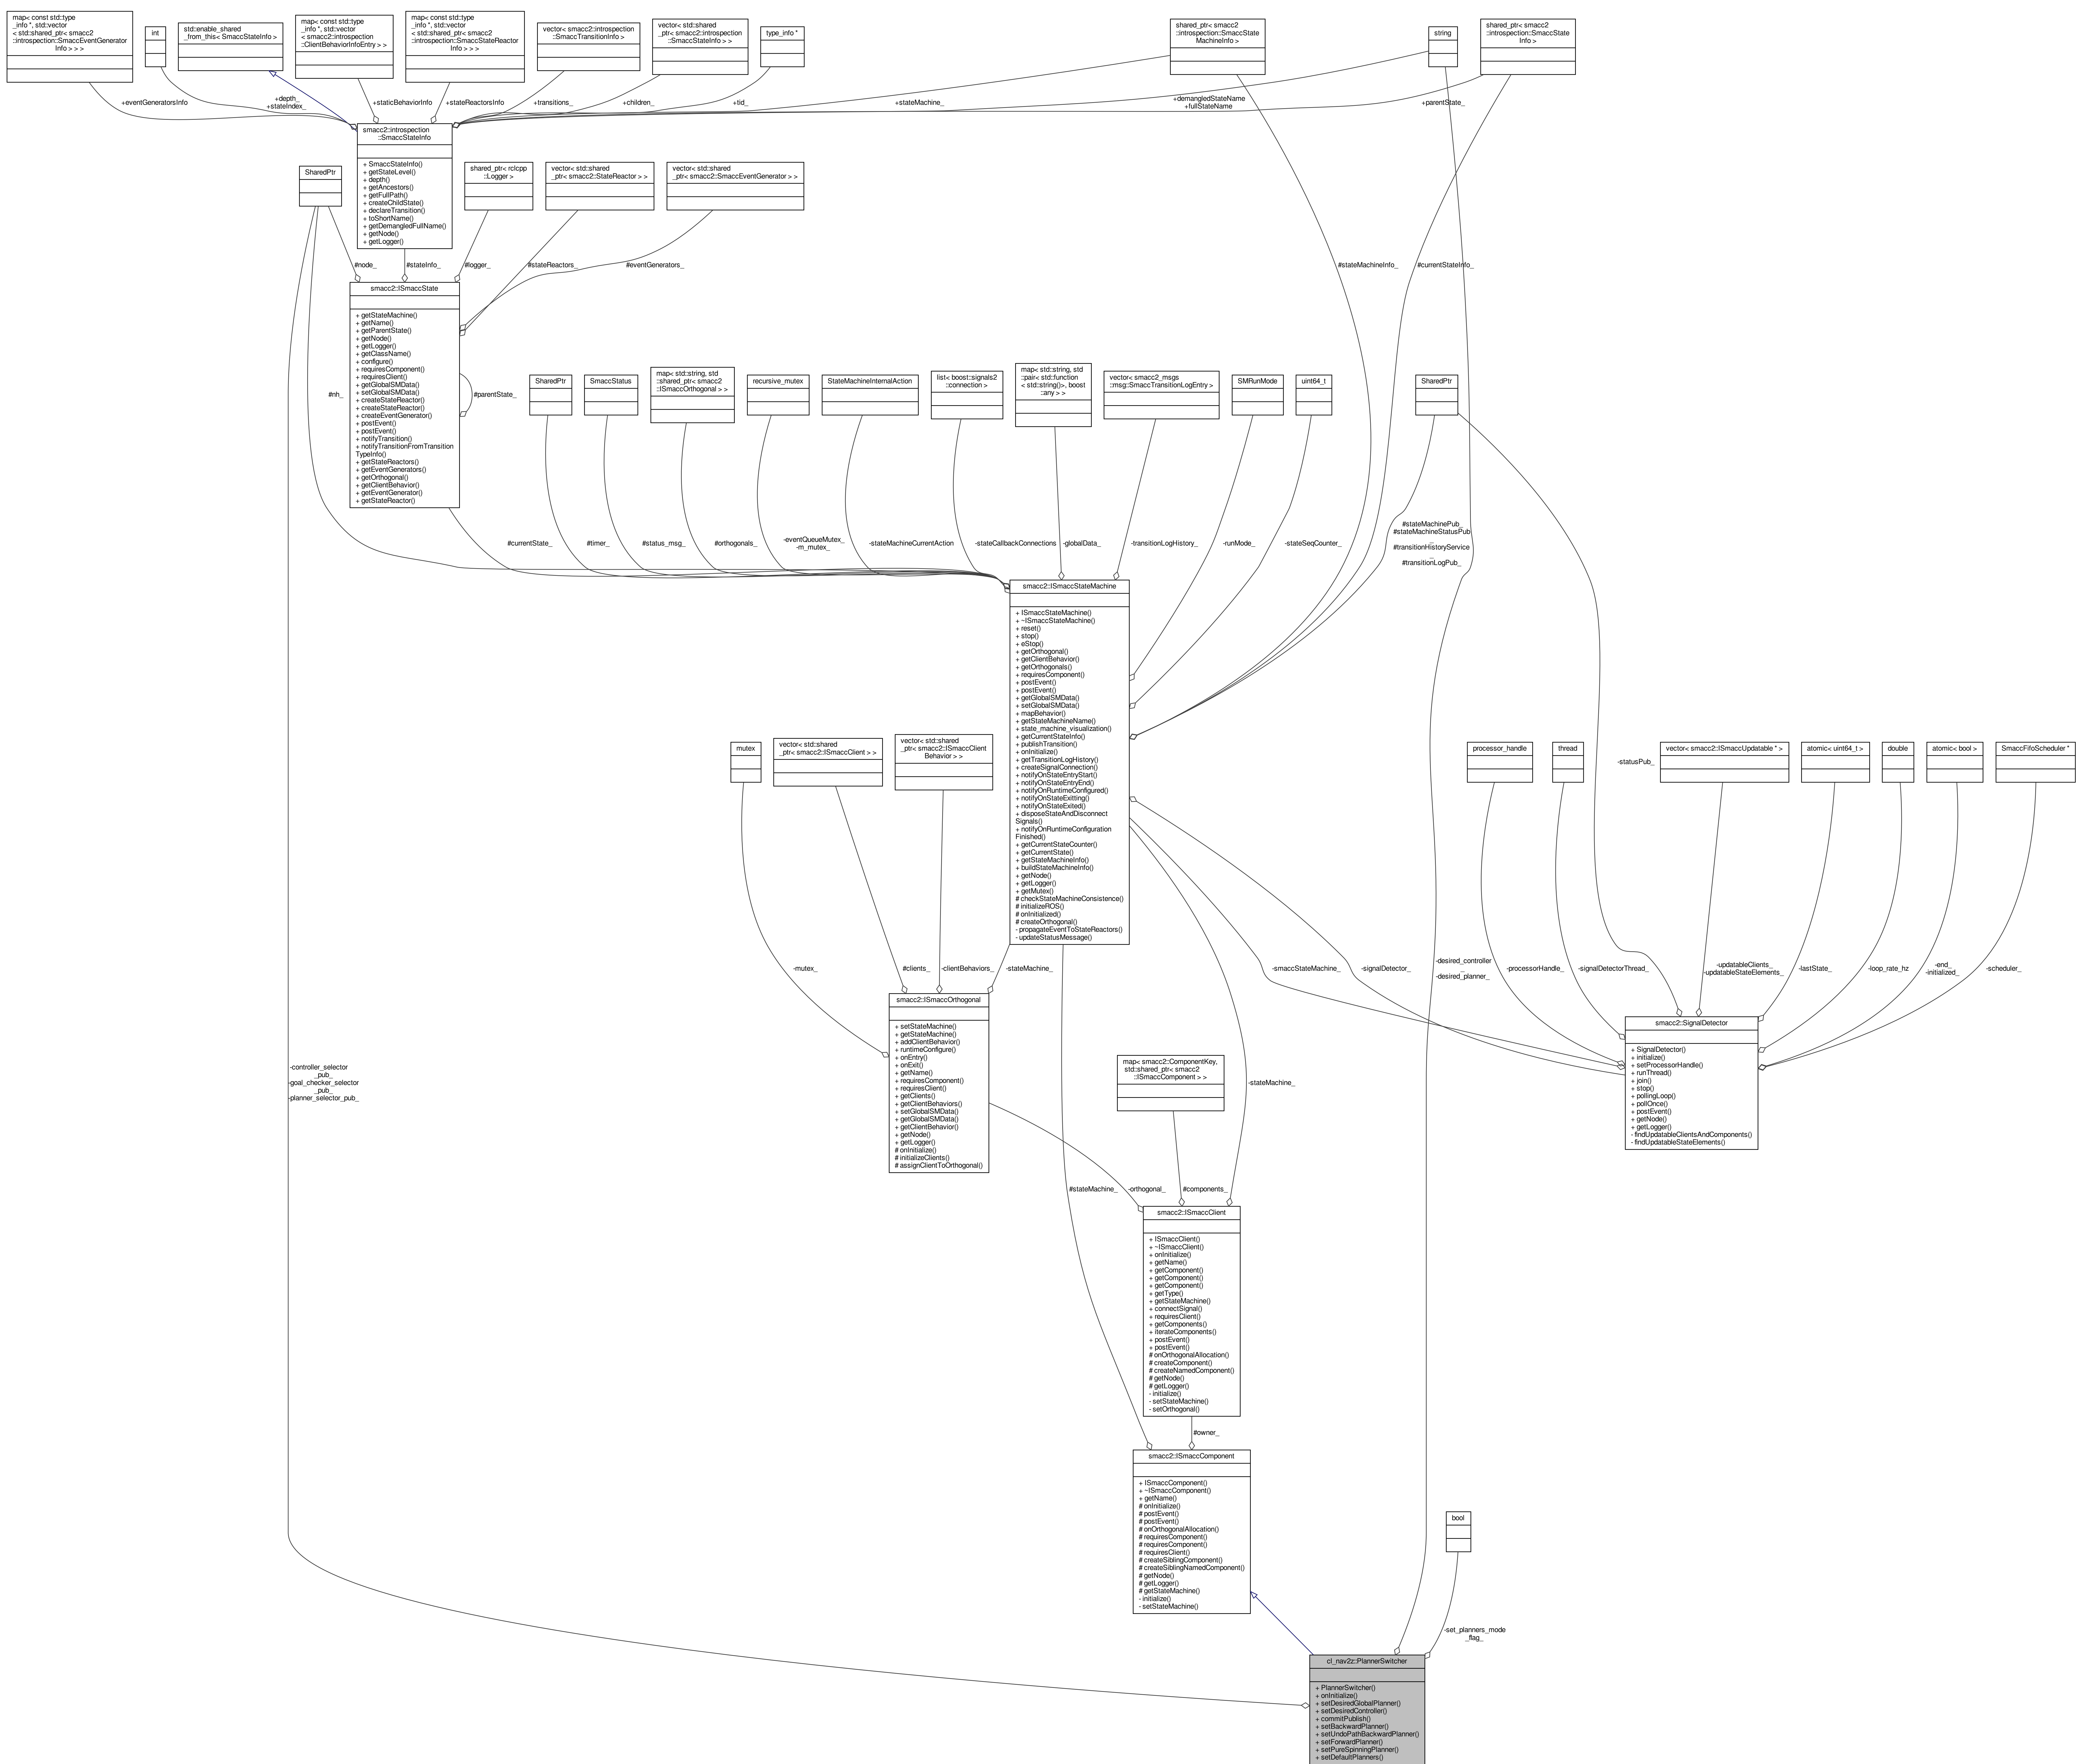 map< const std::type
_info *, std::vector
< std::shared_ptr< smacc2
::introspection::SmaccEventGenerator
Info > > >
int
std::enable_shared
_from_this< SmaccStateInfo >
map< const std::type
_info *, std::vector
< smacc2::introspection
::ClientBehaviorInfoEntry > >
map< const std::type
_info *, std::vector
< std::shared_ptr< smacc2
::introspection::SmaccStateReactor
Info > > >
vector< smacc2::introspection
::SmaccTransitionInfo >
vector< std::shared
_ptr< smacc2::introspection
::SmaccStateInfo > >
type_info *
shared_ptr< smacc2
::introspection::SmaccState
MachineInfo >
string
shared_ptr< smacc2
::introspection::SmaccState
Info >
+eventGeneratorsInfo
+depth_
+stateIndex_
+staticBehaviorInfo
+stateReactorsInfo
+transitions_
+children_
+tid_
+stateMachine_
+demangledStateName
+fullStateName
+parentState_
smacc2::introspection
::SmaccStateInfo
+ SmaccStateInfo()
+ getStateLevel()
+ depth()
+ getAncestors()
+ getFullPath()
+ createChildState()
+ declareTransition()
+ toShortName()
+ getDemangledFullName()
+ getNode()
+ getLogger()
SharedPtr
shared_ptr< rclcpp
::Logger >
vector< std::shared
_ptr< smacc2::StateReactor > >
vector< std::shared
_ptr< smacc2::SmaccEventGenerator > >
#node_
#stateInfo_
#logger_
#stateReactors_
#eventGenerators_
#stateMachineInfo_
#currentStateInfo_
smacc2::ISmaccState
+ getStateMachine()
+ getName()
+ getParentState()
+ getNode()
+ getLogger()
+ getClassName()
+ configure()
+ requiresComponent()
+ requiresClient()
+ getGlobalSMData()
+ setGlobalSMData()
+ createStateReactor()
+ createStateReactor()
+ createEventGenerator()
+ postEvent()
+ postEvent()
+ notifyTransition()
+ notifyTransitionFromTransition
TypeInfo()
+ getStateReactors()
+ getEventGenerators()
+ getOrthogonal()
+ getClientBehavior()
+ getEventGenerator()
+ getStateReactor()
#nh_
#parentState_
SharedPtr
SmaccStatus
map< std::string, std
::shared_ptr< smacc2
::ISmaccOrthogonal > >
recursive_mutex
StateMachineInternalAction
list< boost::signals2
::connection >
map< std::string, std
::pair< std::function
< std::string()>, boost
::any > >
vector< smacc2_msgs
::msg::SmaccTransitionLogEntry >
SMRunMode
uint64_t
SharedPtr
#currentState_
#timer_
#status_msg_
#orthogonals_
-eventQueueMutex_
-m_mutex_
-stateMachineCurrentAction
-stateCallbackConnections
-globalData_
-transitionLogHistory_
-runMode_
-stateSeqCounter_
#stateMachinePub_
#stateMachineStatusPub
_
#transitionHistoryService
_
#transitionLogPub_
smacc2::ISmaccStateMachine
+ ISmaccStateMachine()
+ ~ISmaccStateMachine()
+ reset()
+ stop()
+ eStop()
+ getOrthogonal()
+ getClientBehavior()
+ getOrthogonals()
+ requiresComponent()
+ postEvent()
+ postEvent()
+ getGlobalSMData()
+ setGlobalSMData()
+ mapBehavior()
+ getStateMachineName()
+ state_machine_visualization()
+ getCurrentStateInfo()
+ publishTransition()
+ onInitialize()
+ getTransitionLogHistory()
+ createSignalConnection()
+ notifyOnStateEntryStart()
+ notifyOnStateEntryEnd()
+ notifyOnRuntimeConfigured()
+ notifyOnStateExitting()
+ notifyOnStateExited()
+ disposeStateAndDisconnect
Signals()
+ notifyOnRuntimeConfiguration
Finished()
+ getCurrentStateCounter()
+ getCurrentState()
+ getStateMachineInfo()
+ buildStateMachineInfo()
+ getNode()
+ getLogger()
+ getMutex()
# checkStateMachineConsistence()
# initializeROS()
# onInitialized()
# createOrthogonal()
- propagateEventToStateReactors()
- updateStatusMessage()
mutex
vector< std::shared
_ptr< smacc2::ISmaccClient > >
vector< std::shared
_ptr< smacc2::ISmaccClient
Behavior > >
processor_handle
thread
-statusPub_
vector< smacc2::ISmaccUpdatable * >
atomic< uint64_t >
double
atomic< bool >
SmaccFifoScheduler *
-mutex_
#clients_
-clientBehaviors_
-stateMachine_
-smaccStateMachine_
-signalDetector_
-desired_controller
_
-desired_planner_
-processorHandle_
-signalDetectorThread_
-updatableClients_
-updatableStateElements_
-lastState_
-loop_rate_hz
-end_
-initialized_
-scheduler_
smacc2::ISmaccOrthogonal
+ setStateMachine()
+ getStateMachine()
+ addClientBehavior()
+ runtimeConfigure()
+ onEntry()
+ onExit()
+ getName()
+ requiresComponent()
+ requiresClient()
+ getClients()
+ getClientBehaviors()
+ setGlobalSMData()
+ getGlobalSMData()
+ getClientBehavior()
+ getNode()
+ getLogger()
# onInitialize()
# initializeClients()
# assignClientToOrthogonal()
smacc2::SignalDetector
+ SignalDetector()
+ initialize()
+ setProcessorHandle()
+ runThread()
+ join()
+ stop()
+ pollingLoop()
+ pollOnce()
+ postEvent()
+ getNode()
+ getLogger()
- findUpdatableClientsAndComponents()
- findUpdatableStateElements()
-controller_selector
_pub_
-goal_checker_selector
_pub_
-planner_selector_pub_
map< smacc2::ComponentKey,
std::shared_ptr< smacc2
::ISmaccComponent > >
-stateMachine_
#stateMachine_
-orthogonal_
#components_
smacc2::ISmaccClient
+ ISmaccClient()
+ ~ISmaccClient()
+ onInitialize()
+ getName()
+ getComponent()
+ getComponent()
+ getComponent()
+ getType()
+ getStateMachine()
+ connectSignal()
+ requiresClient()
+ getComponents()
+ iterateComponents()
+ postEvent()
+ postEvent()
# onOrthogonalAllocation()
# createComponent()
# createNamedComponent()
# getNode()
# getLogger()
- initialize()
- setStateMachine()
- setOrthogonal()
#owner_
smacc2::ISmaccComponent
+ ISmaccComponent()
+ ~ISmaccComponent()
+ getName()
# onInitialize()
# postEvent()
# postEvent()
# onOrthogonalAllocation()
# requiresComponent()
# requiresComponent()
# requiresClient()
# createSiblingComponent()
# createSiblingNamedComponent()
# getNode()
# getLogger()
# getStateMachine()
- initialize()
- setStateMachine()
bool
-set_planners_mode
_flag_
cl_nav2z::PlannerSwitcher
+ PlannerSwitcher()
+ onInitialize()
+ setDesiredGlobalPlanner()
+ setDesiredController()
+ commitPublish()
+ setBackwardPlanner()
+ setUndoPathBackwardPlanner()
+ setForwardPlanner()
+ setPureSpinningPlanner()
+ setDefaultPlanners()